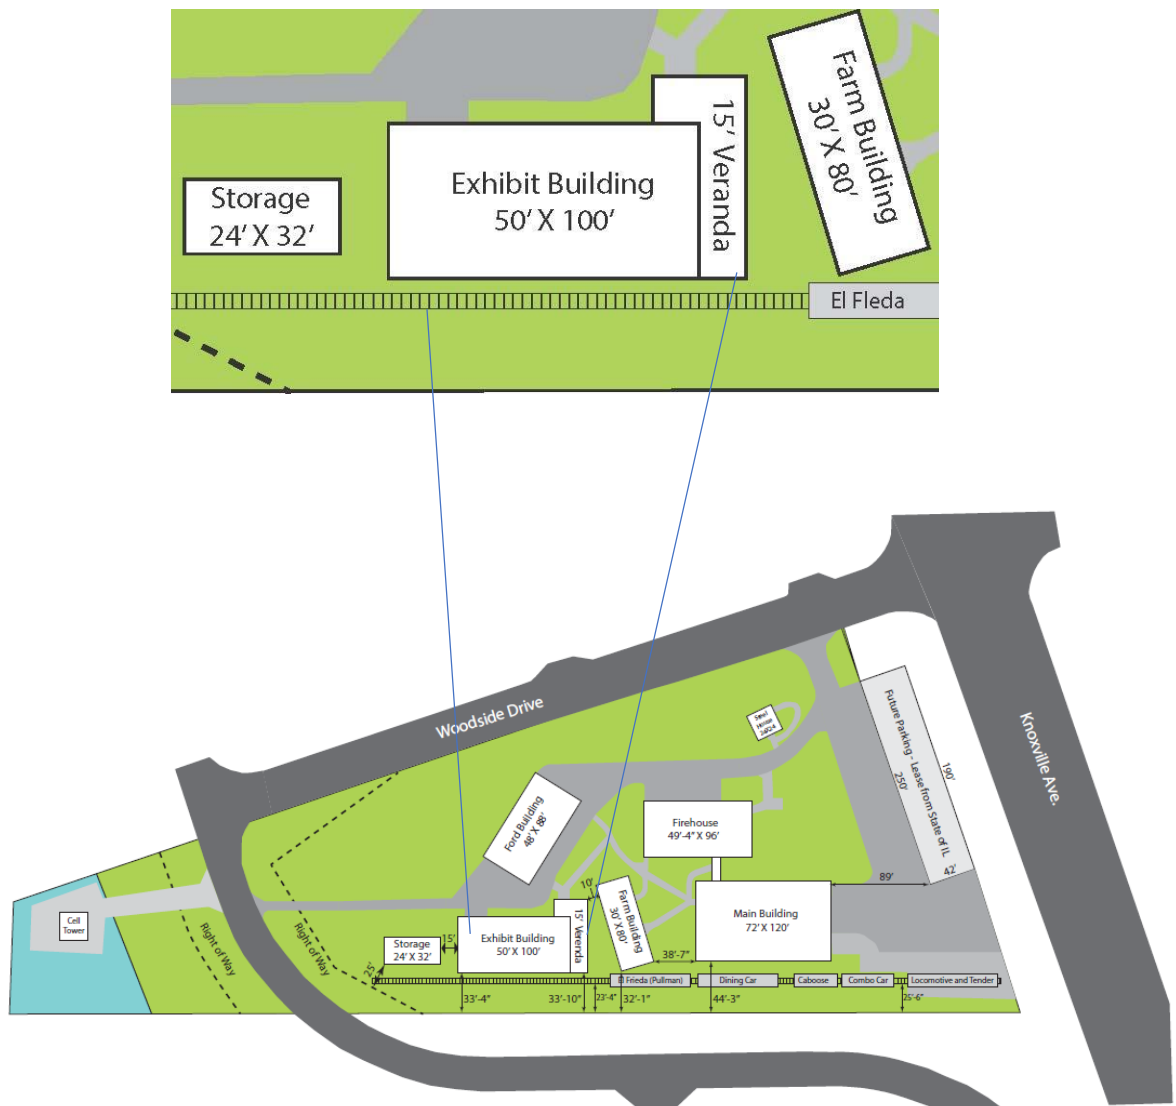 15' Veranda
Farm Building
30' X 80'
Exhibit Building
50' X 100'
Storage
24' X 32'
El Fleda
Woodside Drive
Knoxville Ave.
Future Parking - Lease from State of IL
190'
250'
42'
89'
Ford Building
48' X 88'
Firehouse
49'-4" X 96'
Main Building
72' X 120'
10'
Farm Building
30' X 80'
15' Verenda
Exhibit Building
50' X 100'
15'
Storage
24' X 32'
25'
Cell
Tower
Right of Way
Right of Way
38'-7"
El Frieda (Pullman)
Dining Car
Caboose
Combo Car
Locomotive and Tender
33'-4"
33'-10"
23'-4"
32'-1"
44'-3"
25'-6"